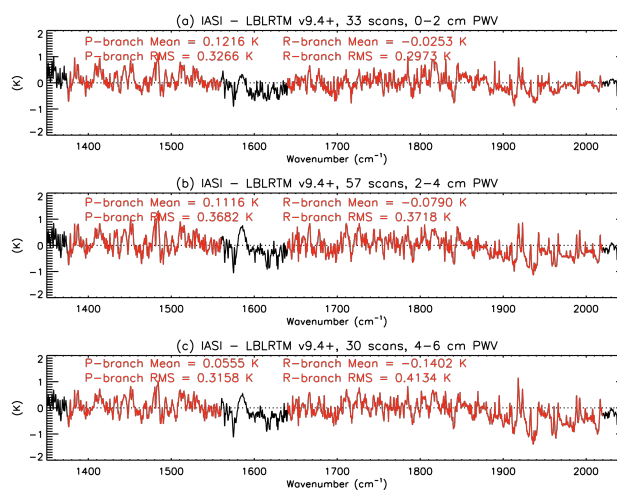 (a) IASI − LBLRTM v9.4+, 33 scans, 0−2 cm PWV
P−branch Mean = 0.1216 K R−branch Mean = −0.0253 K
P−branch RMS = 0.3266 K R−branch RMS = 0.2973 K
(K)
2
1
0
−1
−2
1400 1500 1600 1700 1800 1900 2000
Wavenumber (cm⁻¹)
(b) IASI − LBLRTM v9.4+, 57 scans, 2−4 cm PWV
P−branch Mean = 0.1116 K R−branch Mean = −0.0790 K
P−branch RMS = 0.3682 K R−branch RMS = 0.3718 K
(K)
2
1
0
−1
−2
1400 1500 1600 1700 1800 1900 2000
Wavenumber (cm⁻¹)
(c) IASI − LBLRTM v9.4+, 30 scans, 4−6 cm PWV
P−branch Mean = 0.0555 K R−branch Mean = −0.1402 K
P−branch RMS = 0.3158 K R−branch RMS = 0.4134 K
(K)
2
1
0
−1
−2
1400 1500 1600 1700 1800 1900 2000
Wavenumber (cm⁻¹)